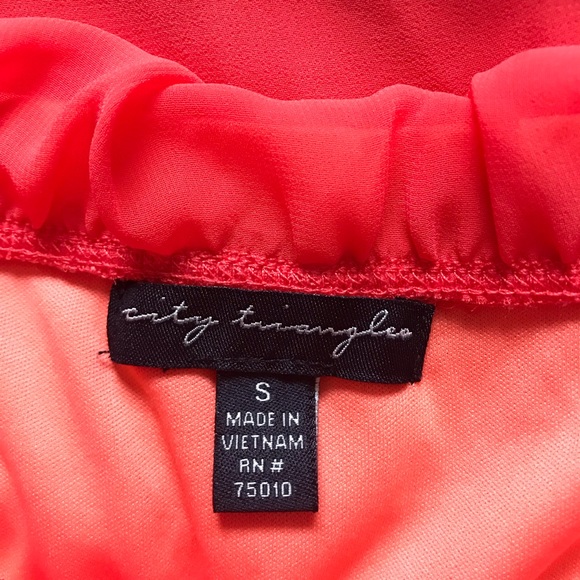 city triangles
S
MADE IN
VIETNAM
RN #
75010